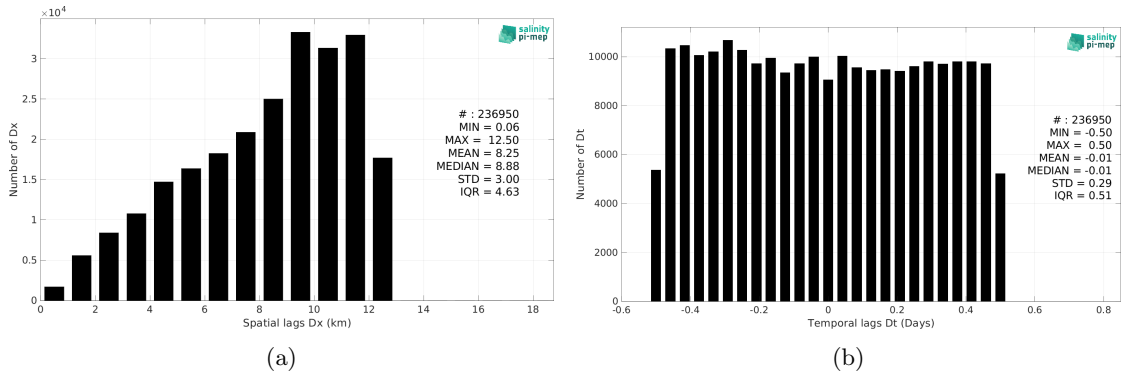 ×10⁴
3
2.5
2
1.5
1
0.5
0
0
2
4
6
8
10
12
14
16
18
Number of Dx
Spatial lags Dx (km)
salinity
pi-mep
# : 236950
MIN = 0.06
MAX = 12.50
MEAN = 8.25
MEDIAN = 8.88
STD = 3.00
IQR = 4.63
(a)
10000
8000
6000
4000
2000
0
-0.6
-0.4
-0.2
0
0.2
0.4
0.6
0.8
Number of Dt
Temporal lags Dt (Days)
salinity
pi-mep
# : 236950
MIN = -0.50
MAX = 0.50
MEAN = -0.01
MEDIAN = -0.01
STD = 0.29
IQR = 0.51
(b)